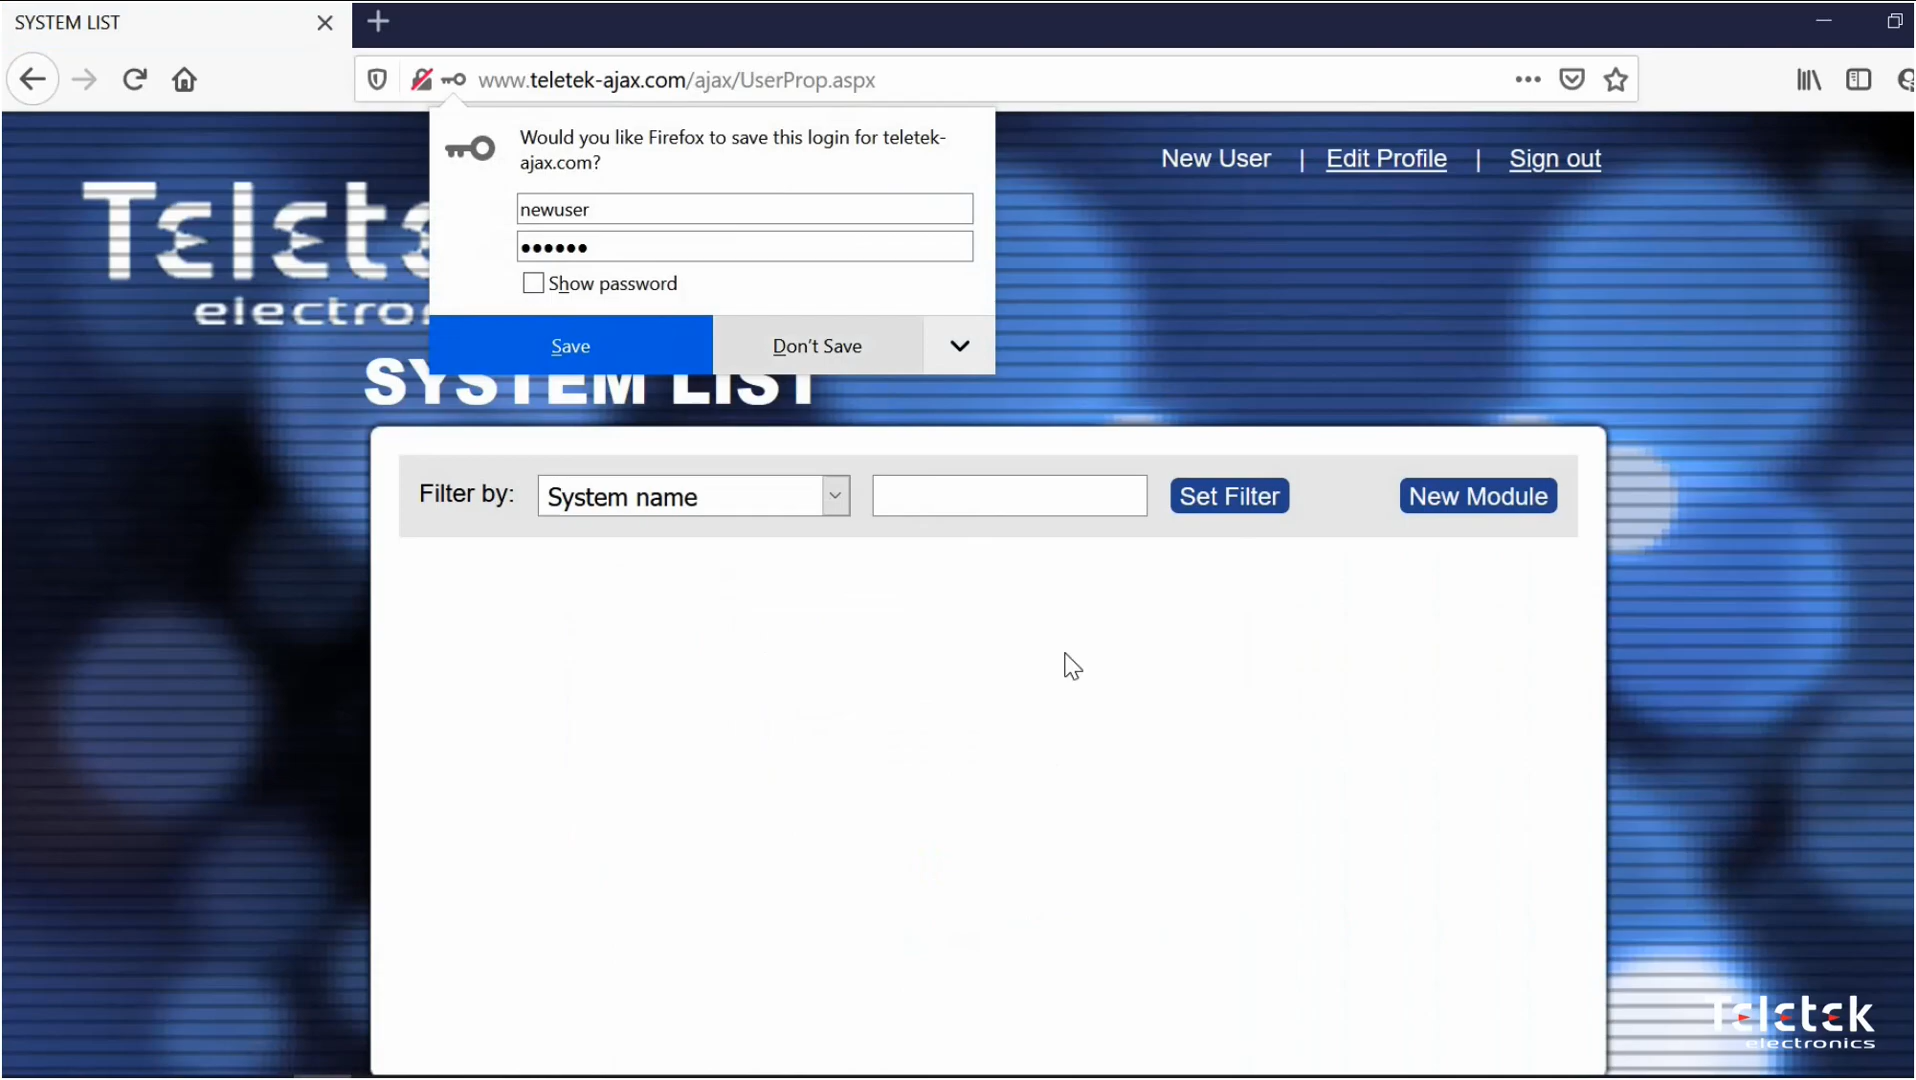 SYSTEM LIST
www.teletek-ajax.com/ajax/UserProp.aspx
Would you like Firefox to save this login for teletek-
ajax.com?
newuser
Show password
Save
Don't Save
New User | Edit Profile | Sign out
Teletek
electronics
SYSTEM LIST
Filter by:
System name
Set Filter
New Module
Teletek
electronics